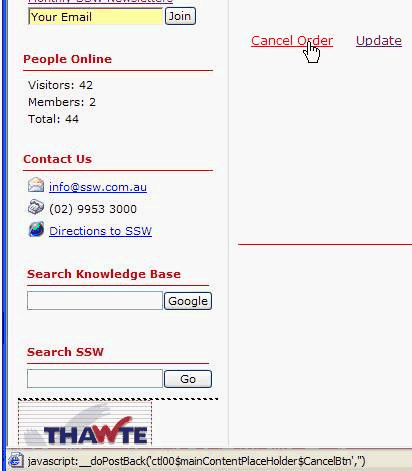 Monthly SSW Newsletters
Your Email Join
Cancel Order Update
People Online
Visitors: 42
Members: 2
Total: 44
Contact Us
info@ssw.com.au
(02) 9953 3000
Directions to SSW
Search Knowledge Base
Google
Search SSW
Go
THAWTE
javascript:__doPostBack('ctl00$mainContentPlaceHolder$CancelBtn','')